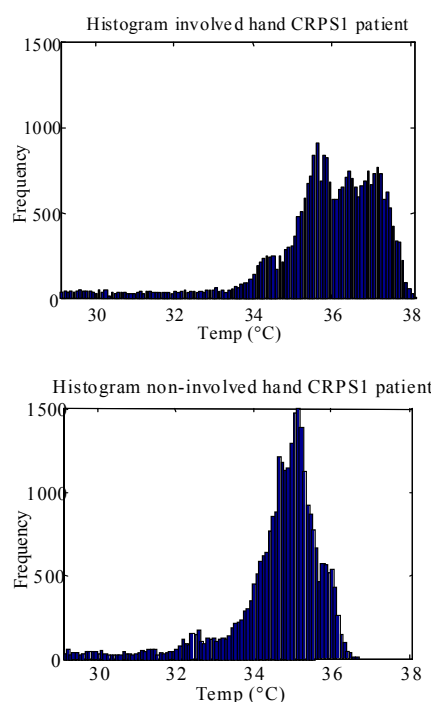 Histogram involved hand CRPS1 patient
1500
1000
500
0
Frequency
30 32 34 36 38
Temp (°C)
Histogram non-involved hand CRPS1 patient
1500
1000
500
0
Frequency
30 32 34 36 38
Temp (°C)